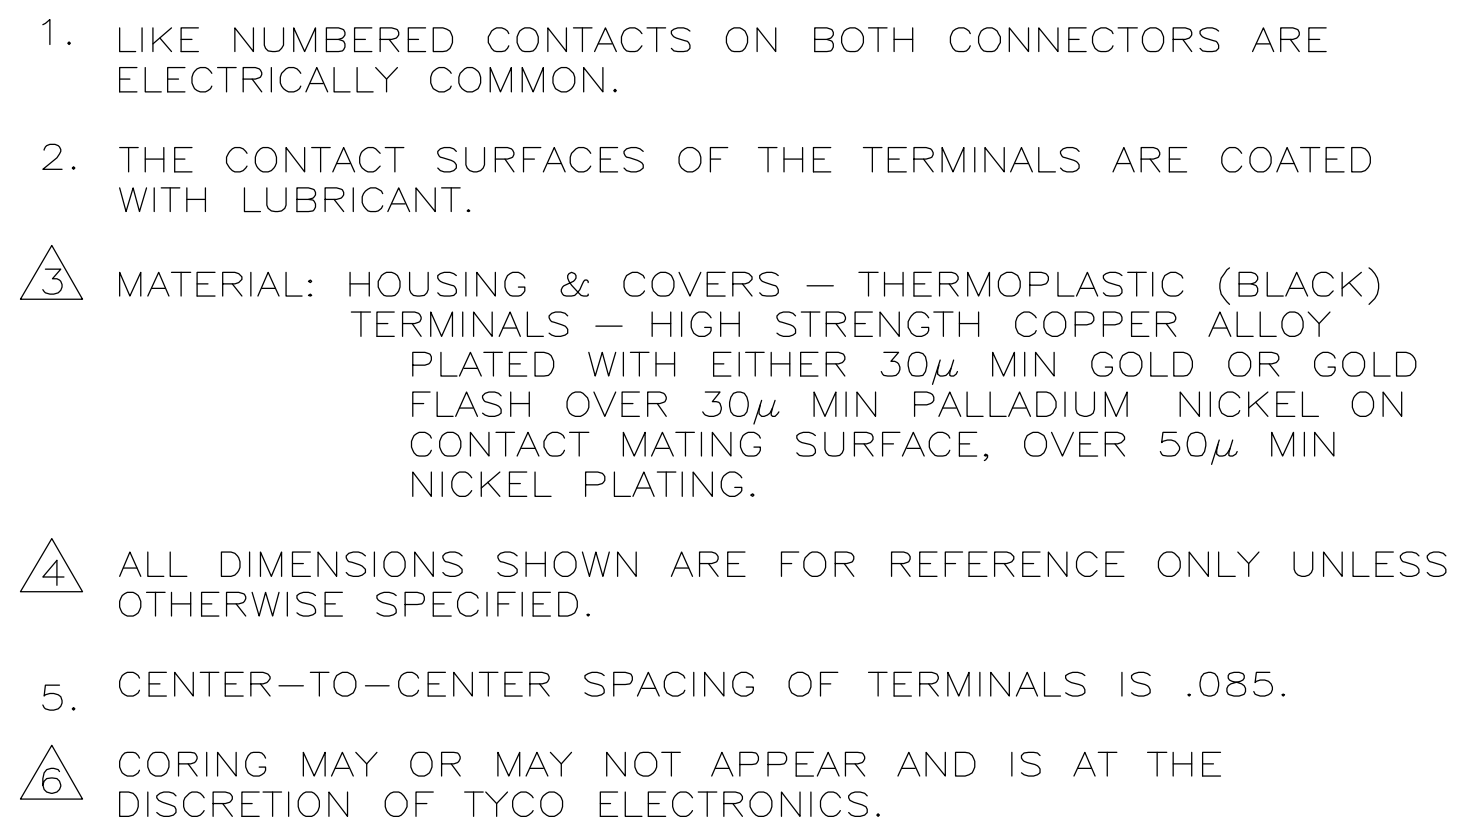 1. LIKE NUMBERED CONTACTS ON BOTH CONNECTORS ARE
ELECTRICALLY COMMON.
2. THE CONTACT SURFACES OF THE TERMINALS ARE COATED
WITH LUBRICANT.
3 MATERIAL: HOUSING & COVERS – THERMOPLASTIC (BLACK)
TERMINALS – HIGH STRENGTH COPPER ALLOY
PLATED WITH EITHER 30μ MIN GOLD OR GOLD
FLASH OVER 30μ MIN PALLADIUM NICKEL ON
CONTACT MATING SURFACE, OVER 50μ MIN
NICKEL PLATING.
4 ALL DIMENSIONS SHOWN ARE FOR REFERENCE ONLY UNLESS
OTHERWISE SPECIFIED.
5. CENTER–TO–CENTER SPACING OF TERMINALS IS .085.
6 CORING MAY OR MAY NOT APPEAR AND IS AT THE
DISCRETION OF TYCO ELECTRONICS.